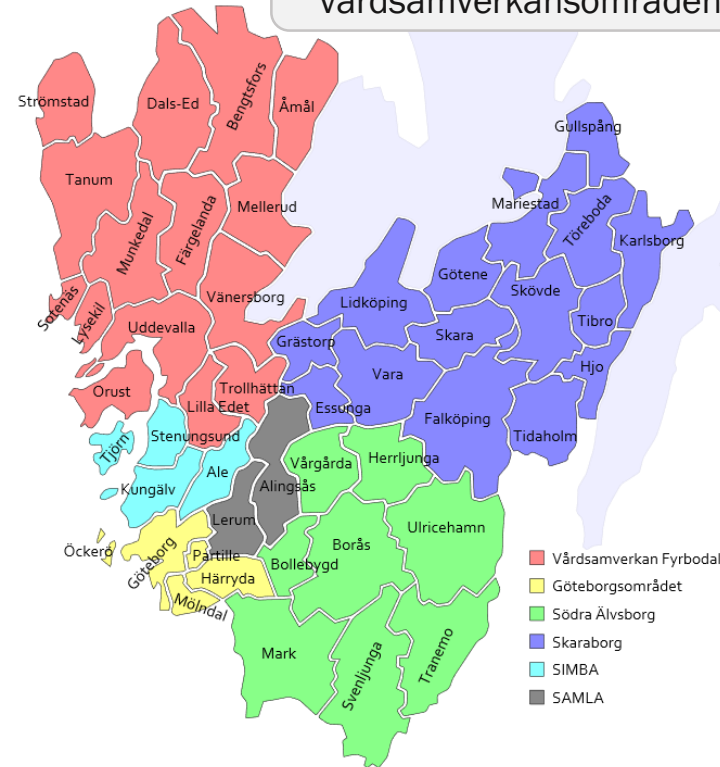 Vårdsamverkansområden
Strömstad
Dals-Ed
Bengtsfors
Åmål
Gullspång
Tanum
Munkedal
Färgelanda
Mellerud
Mariestad
Töreboda
Karlsborg
Götene
Skövde
Sotenäs
Lysekil
Vänersborg
Lidköping
Uddevalla
Skara
Tibro
Grästorp
Hjo
Vara
Orust
Trollhättan
Lilla Edet
Essunga
Falköping
Tidaholm
Stenungsund
Tjörn
Vårgårda
Herrljunga
Ale
Kungälv
Alingsås
Lerum
Ulricehamn
Öckerö
Göteborg
Partille
Borås
Bollebygd
Härryda
Mölndal
Mark
Svenljunga
Tranemo
Vårdsamverkan Fyrbodal
Göteborgsområdet
Södra Älvsborg
Skaraborg
SIMBA
SAMLA